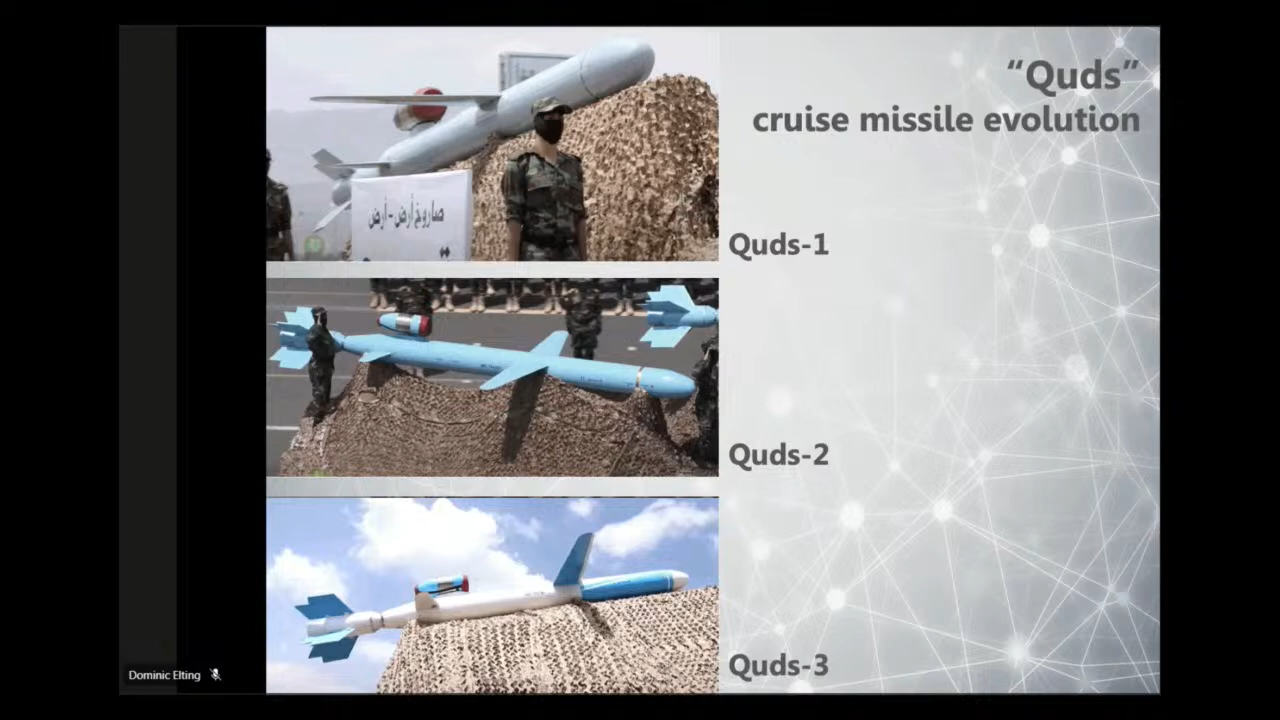 “Quds”
cruise missile evolution
صاروخ أرض-أرض
Quds-1
Quds-2
Quds-3
Dominic Elting